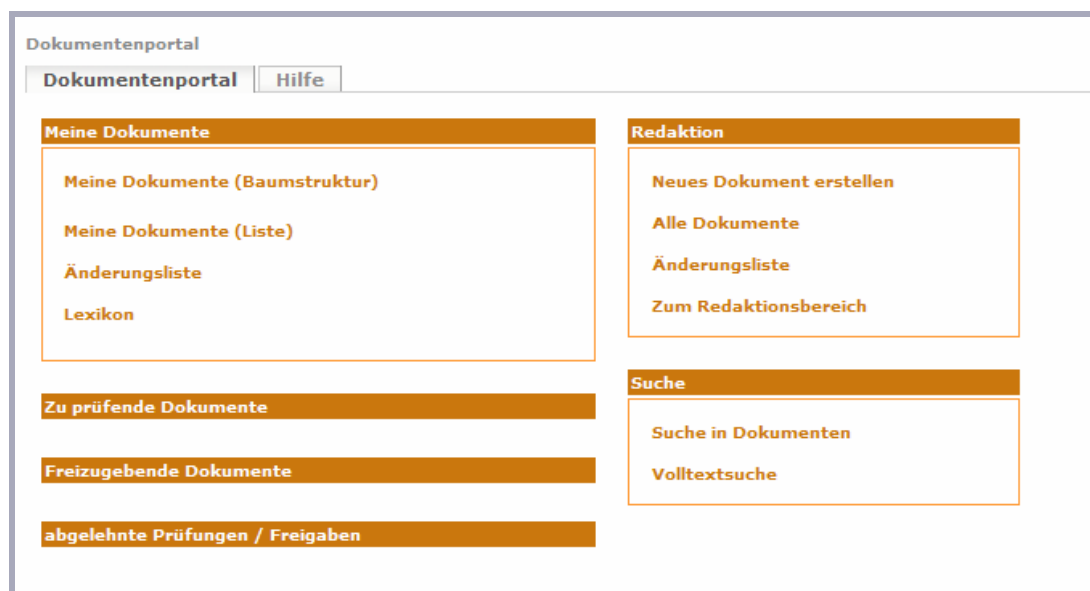 Dokumentenportal
Dokumentenportal
Hilfe
Meine Dokumente
Meine Dokumente (Baumstruktur)
Meine Dokumente (Liste)
Änderungsliste
Lexikon
Zu prüfende Dokumente
Freizugebende Dokumente
abgelehnte Prüfungen / Freigaben
Redaktion
Neues Dokument erstellen
Alle Dokumente
Änderungsliste
Zum Redaktionsbereich
Suche
Suche in Dokumenten
Volltextsuche